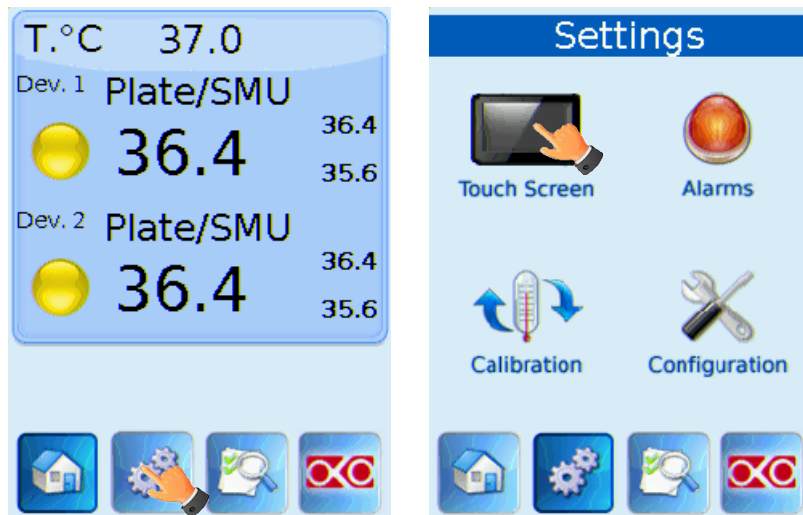 T.°C 37.0
Dev. 1 Plate/SMU
36.4
36.4
35.6
Dev. 2 Plate/SMU
36.4
36.4
35.6
Settings
Touch Screen
Alarms
Calibration
Configuration